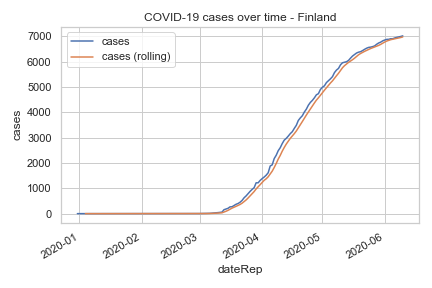 COVID-19 cases over time - Finland
cases
cases (rolling)
7000
6000
5000
4000
3000
2000
1000
0
cases
2020-01
2020-02
2020-03
2020-04
2020-05
2020-06
dateRep